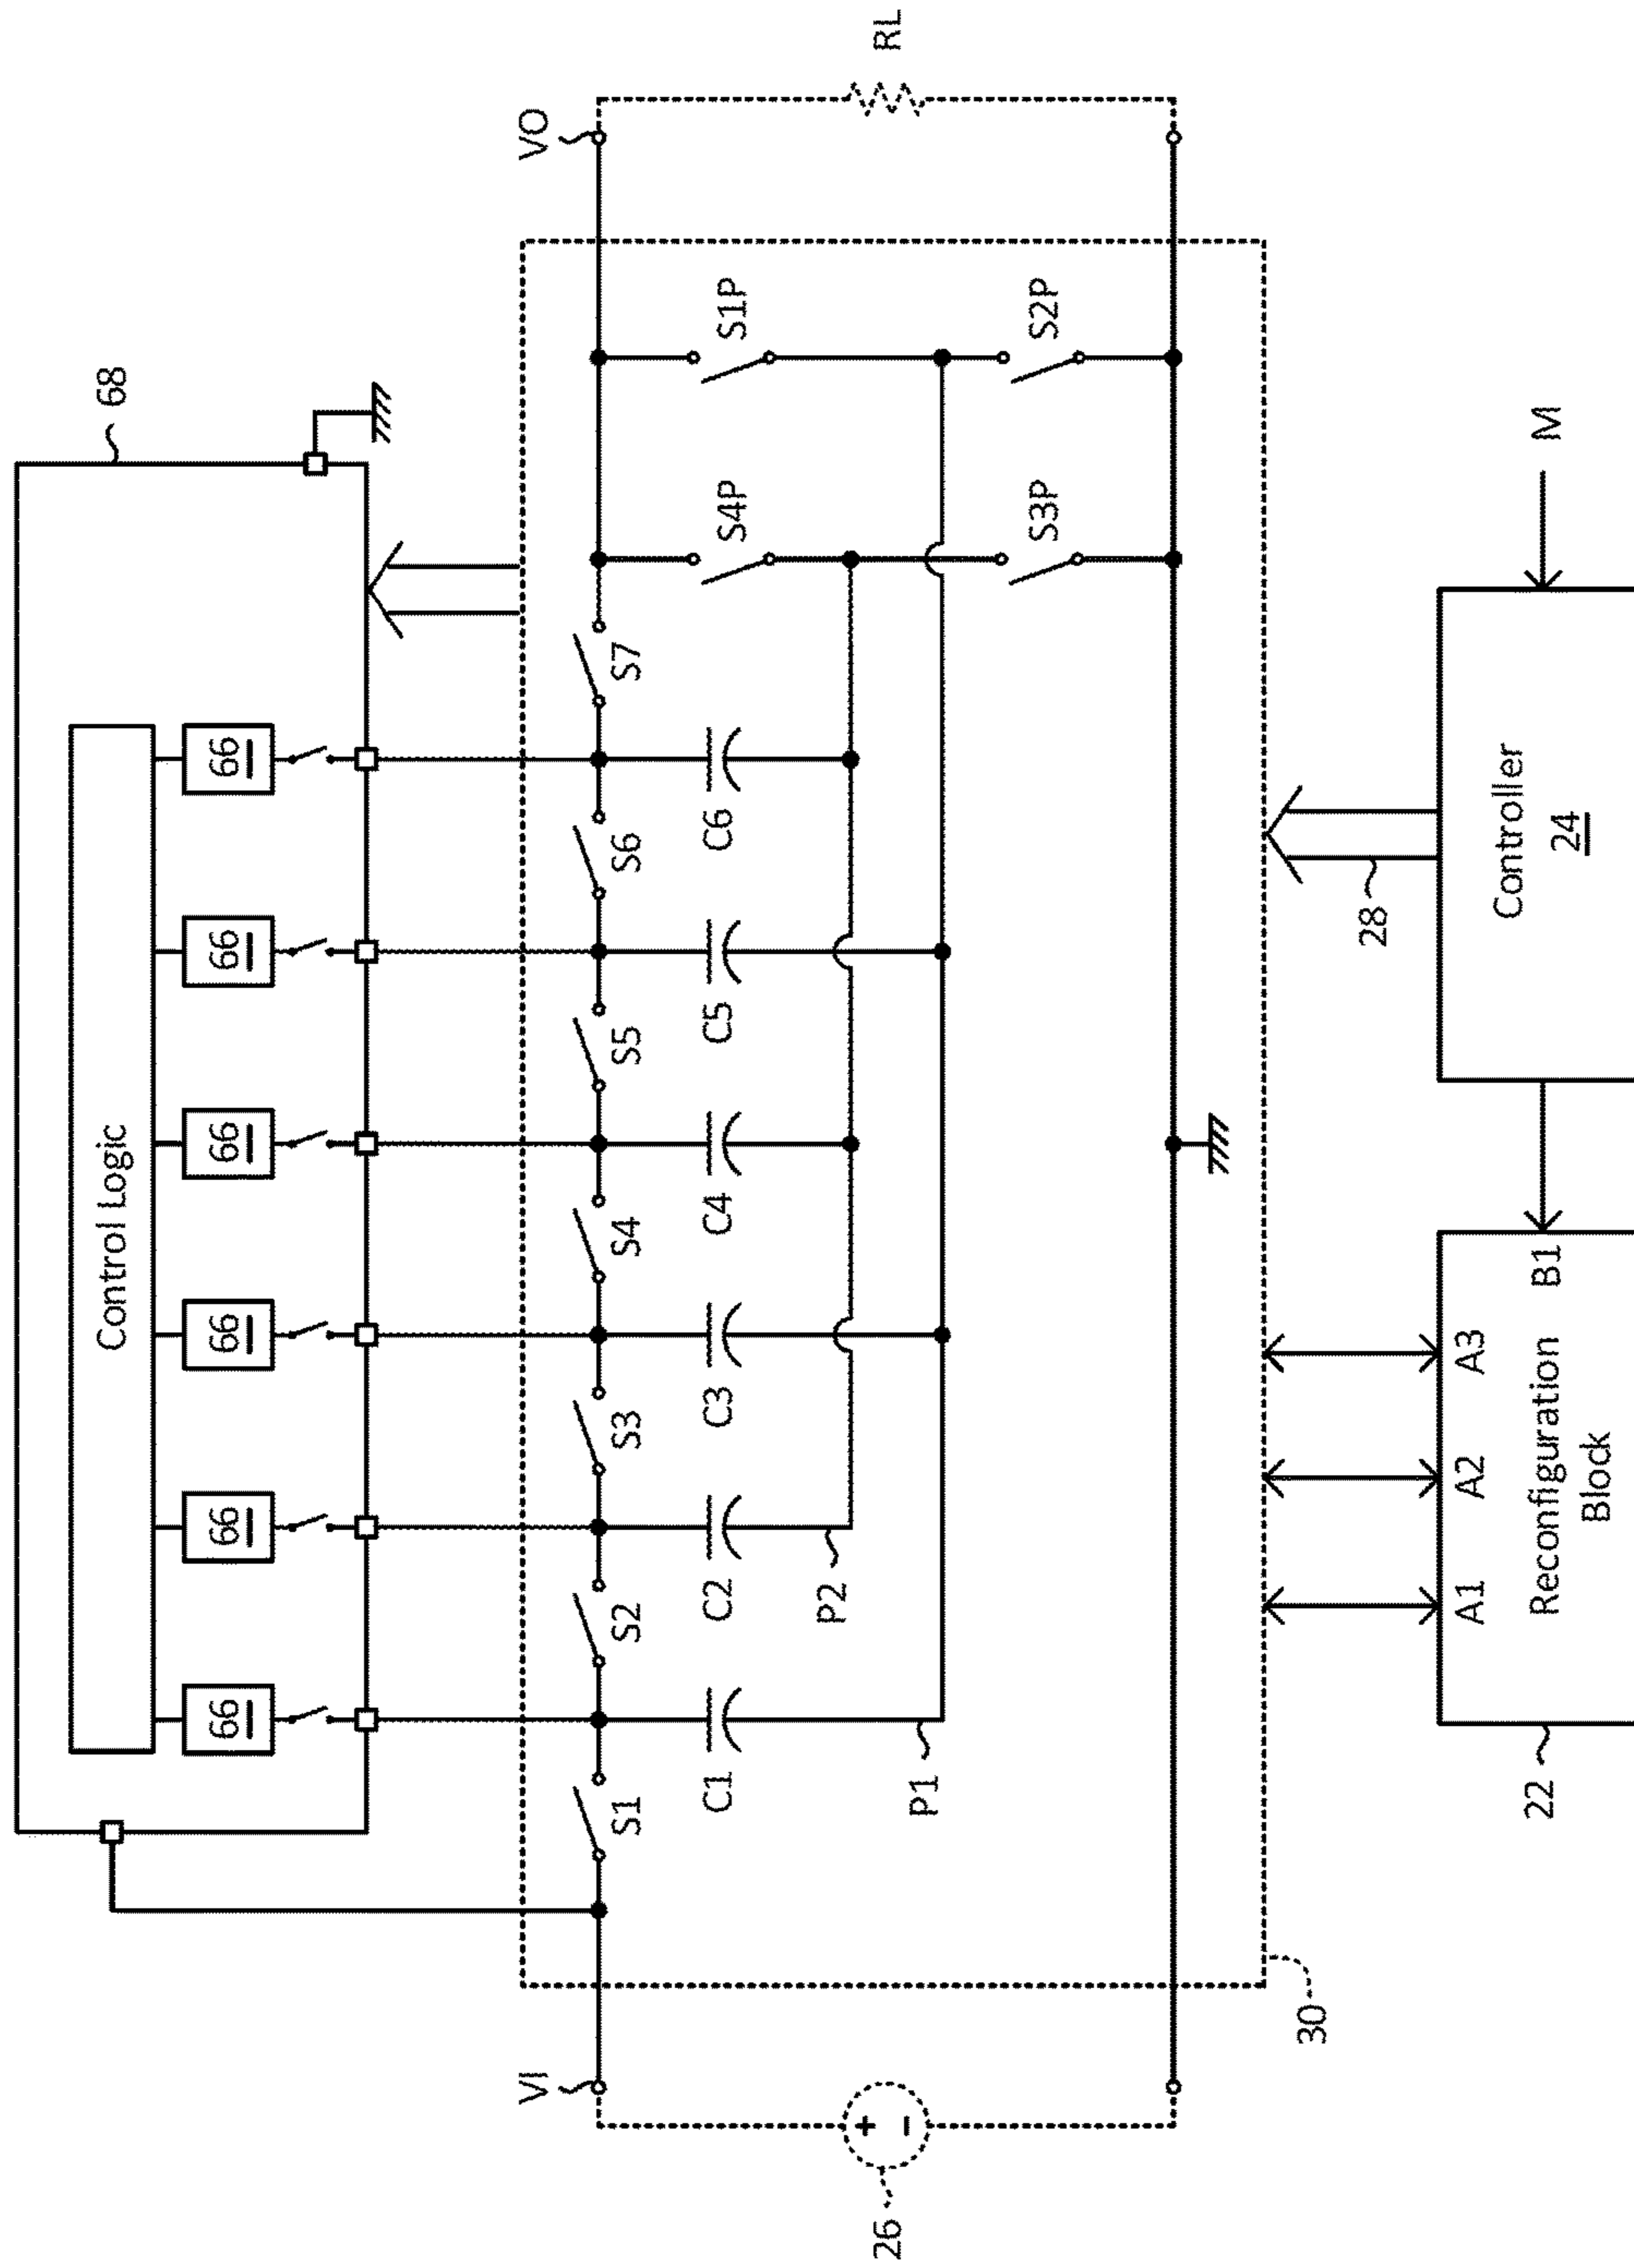 68
Control Logic
66 66 66 66 66 66
VI
VO
S1 S2 S3 S4 S5 S6 S7
C1 C2 C3 C4 C5 C6
S4P S1P
P2
P1
S3P S2P
26
RL
30
28
22
A1 A2 A3
B1
Reconfiguration
Block
Controller
24
M